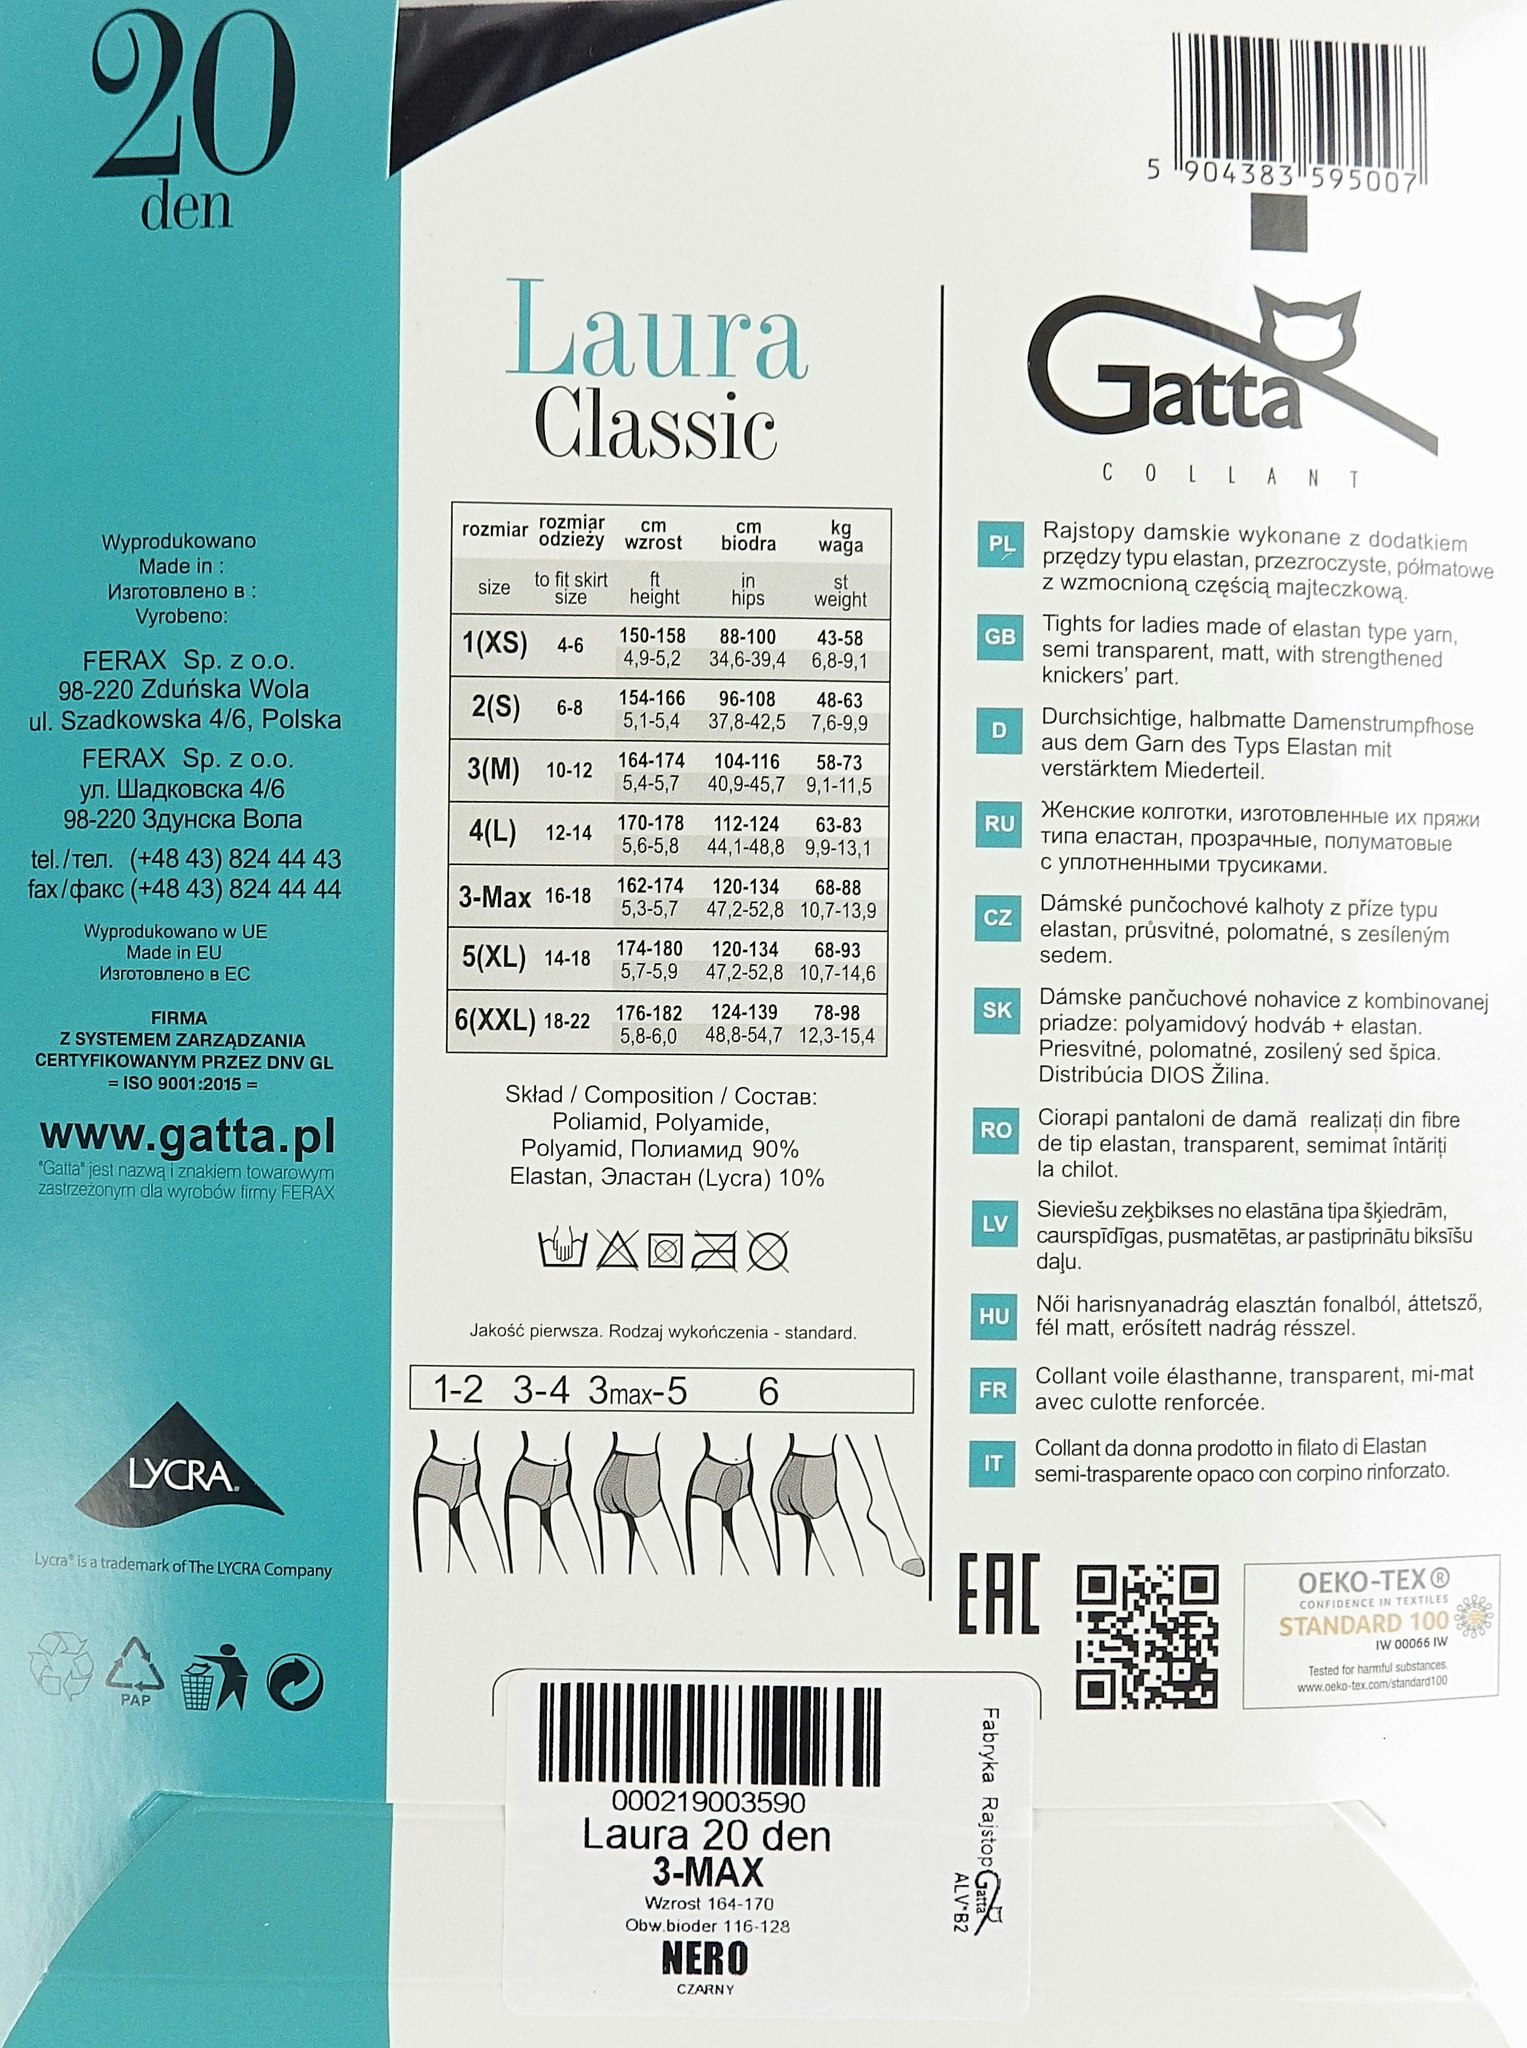 20
den
Wyprodukowano
Made in :
Изготовлено в :
Vyrobeno:
FERAX Sp. z o.o.
98-220 Zduńska Wola
ul. Szadkowska 4/6, Polska
FERAX Sp. z o.o.
ул. Шадковска 4/6
98-220 Здунска Вола
tel./тел. (+48 43) 824 44 43
fax/факс (+48 43) 824 44 44
Wyprodukowano w UE
Made in EU
Изготовлено в ЕС
FIRMA
Z SYSTEMEM ZARZĄDZANIA
CERTYFIKOWANYM PRZEZ DNV GL
= ISO 9001:2015 =
www.gatta.pl
"Gatta" jest nazwą i znakiem towarowym
zastrzeżonym dla wyrobów firmy FERAX
LYCRA®
Lycra® is a trademark of The LYCRA Company
PAP
Laura
Classic
rozmiar rozmiar odzieży cm wzrost cm biodra kg waga
size to fit skirt size ft height in hips st weight
1(XS) 4-6 150-158 88-100 43-58
4,9-5,2 34,6-39,4 6,8-9,1
2(S) 6-8 154-166 96-108 48-63
5,1-5,4 37,8-42,5 7,6-9,9
3(M) 10-12 164-174 104-116 58-73
5,4-5,7 40,9-45,7 9,1-11,5
4(L) 12-14 170-178 112-124 63-83
5,6-5,8 44,1-48,8 9,9-13,1
3-Max 16-18 162-174 120-134 68-88
5,3-5,7 47,2-52,8 10,7-13,9
5(XL) 14-18 174-180 120-134 68-93
5,7-5,9 47,2-52,8 10,7-14,6
6(XXL) 18-22 176-182 124-139 78-98
5,8-6,0 48,8-54,7 12,3-15,4
Skład / Composition / Состав:
Poliamid, Polyamide,
Polyamid, Полиамид 90%
Elastan, Эластан (Lycra) 10%
Jakość pierwsza. Rodzaj wykończenia - standard.
1-2 3-4 3max-5 6
5 904383 595007
Gatta
COLLANT
PL Rajstopy damskie wykonane z dodatkiem
przędzy typu elastan, przezroczyste, półmatowe
z wzmocnioną częścią majteczkową.
GB Tights for ladies made of elastan type yarn,
semi transparent, matt, with strengthened
knickers' part.
D Durchsichtige, halbmatte Damenstrumpfhose
aus dem Garn des Typs Elastan mit
verstärktem Miederteil.
RU Женские колготки, изготовленные их пряжи
типа еластан, прозрачные, полуматовые
с уплотненными трусиками.
CZ Dámské punčochové kalhoty z příze typu
elastan, průsvitné, polomatné, s zesíleným
sedem.
SK Dámske pančuchové nohavice z kombinovanej
priadze: polyamidový hodváb + elastan.
Priesvitné, polomatné, zosilený sed špica.
Distribúcia DIOS Žilina.
RO Ciorapi pantaloni de damă realizați din fibre
de tip elastan, transparent, semimat întăriți
la chilot.
LV Sieviešu zeķbikses no elastāna tipa šķiedrām,
caurspīdīgas, pusmatētas, ar pastiprinātu biksīšu
daļu.
HU Női harisnyanadrág elasztán fonalból, áttetsző,
fél matt, erősített nadrág résszel.
FR Collant voile élasthanne, transparent, mi-mat
avec culotte renforcée.
IT Collant da donna prodotto in filato di Elastan
semi-trasparente opaco con corpino rinforzato.
EAC
OEKO-TEX®
CONFIDENCE IN TEXTILES
STANDARD 100
IW 00066 IW
Tested for harmful substances.
www.oeko-tex.com/standard100
000219003590
Laura 20 den
3-MAX
Wzrost 164-170
Obw.bioder 116-128
NERO
CZARNY
Fabryka Rajstop Gatta
ALV*B2